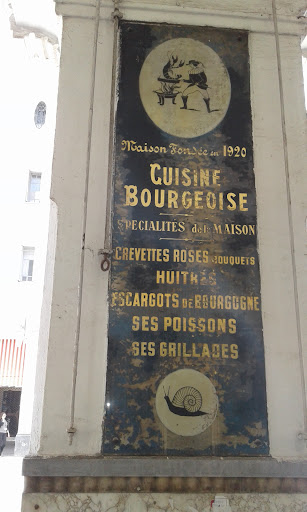 Maison Fondée en 1920
CUISINE
BOURGEOISE
SPECIALITES de la MAISON
CREVETTES ROSES BOUQUETS
HUITRES
ESCARGOTS DE BOURGOGNE
SES POISSONS
SES GRILLADES